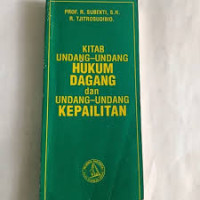 PROF. R. SUBEKTI, S.H.
R. TJITROSUDIBIO.
KITAB
UNDANG-UNDANG
HUKUM
DAGANG
dan
UNDANG-UNDANG
KEPAILITAN